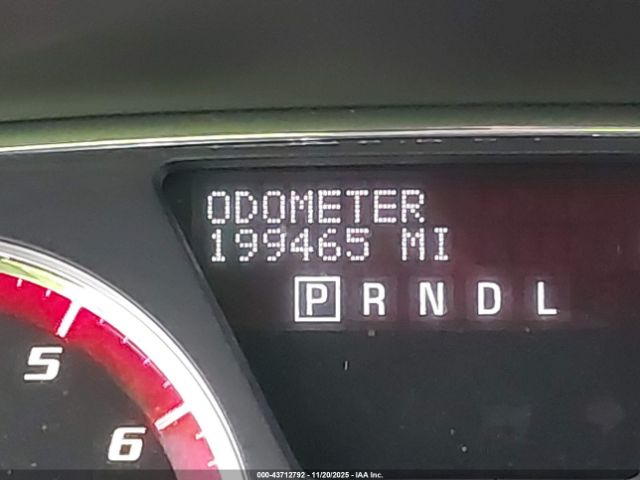 ODOMETER
199465 MI
P R N D L
5
6
000-43712792 - 11/20/2025 - IAA Inc.